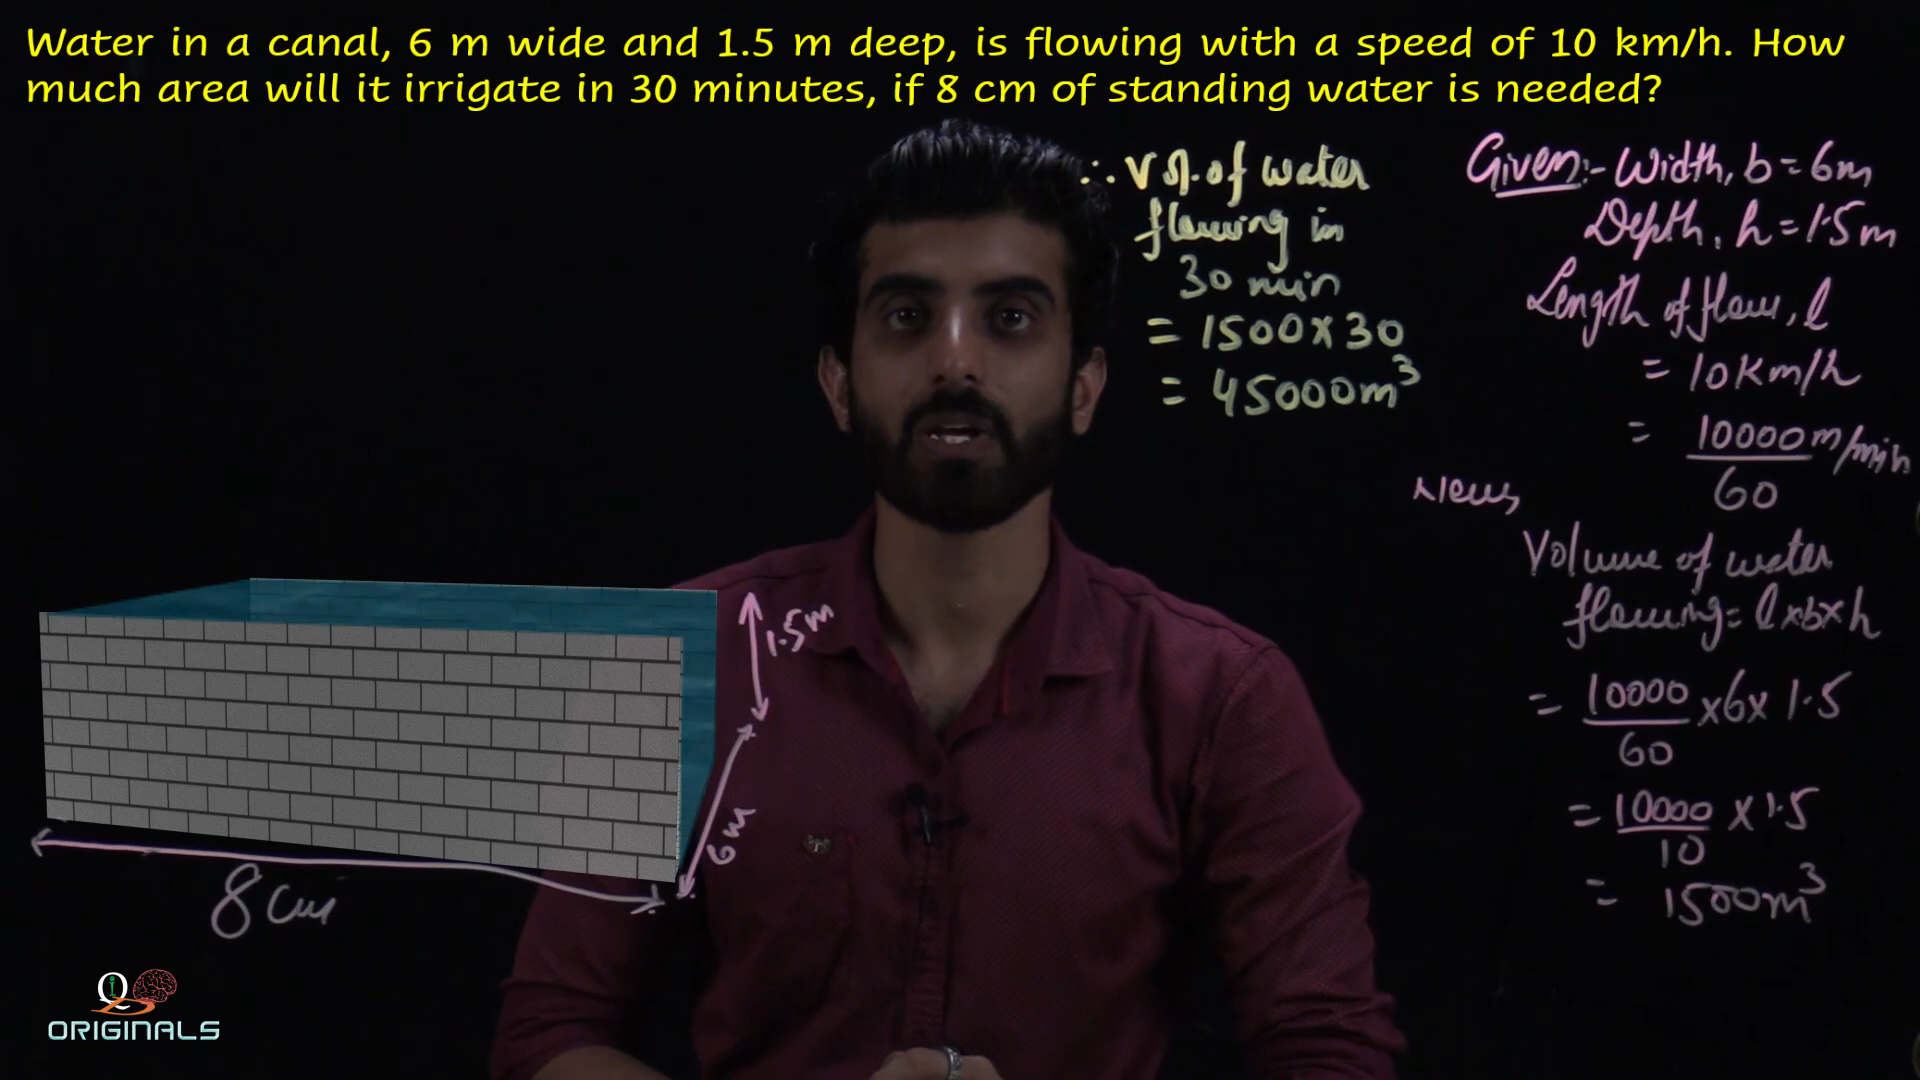 Water in a canal, 6 m wide and 1.5 m deep, is flowing with a speed of 10 km/h. How
much area will it irrigate in 30 minutes, if 8 cm of standing water is needed?
∴ Vol. of water
flowing in
30 min
= 1500 x 30
= 45000m³
Given:- Width, b = 6m
Depth, h = 1.5m
Length of flow, l
= 10 Km/h
= 10000 m/min
60
Now,
Volume of water
flowing = l x b x h
= 10000 x 6 x 1.5
60
= 10000 x 1.5
10
= 1500m³
1.5m
6m
8cm
Q
ORIGINALS